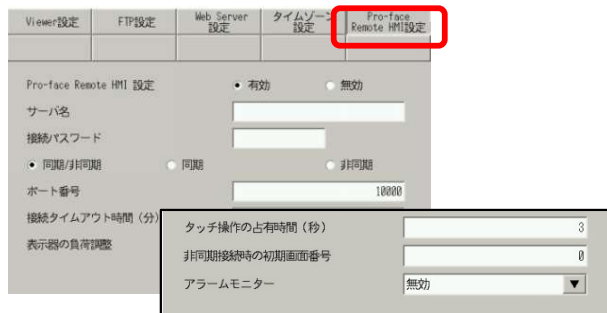 Viewer設定 FTP設定 Web Server 設定 タイムゾーン 設定 Pro-face Remote HMI設定
Pro-face Remote HMI 設定 有効 無効
サーバ名
接続パスワード
同期/非同期 同期 非同期
ポート番号 10000
接続タイムアウト時間(分)
表示器の負荷調整
タッチ操作の占有時間(秒) 3
非同期接続時の初期画面番号 0
アラームモニター 無効